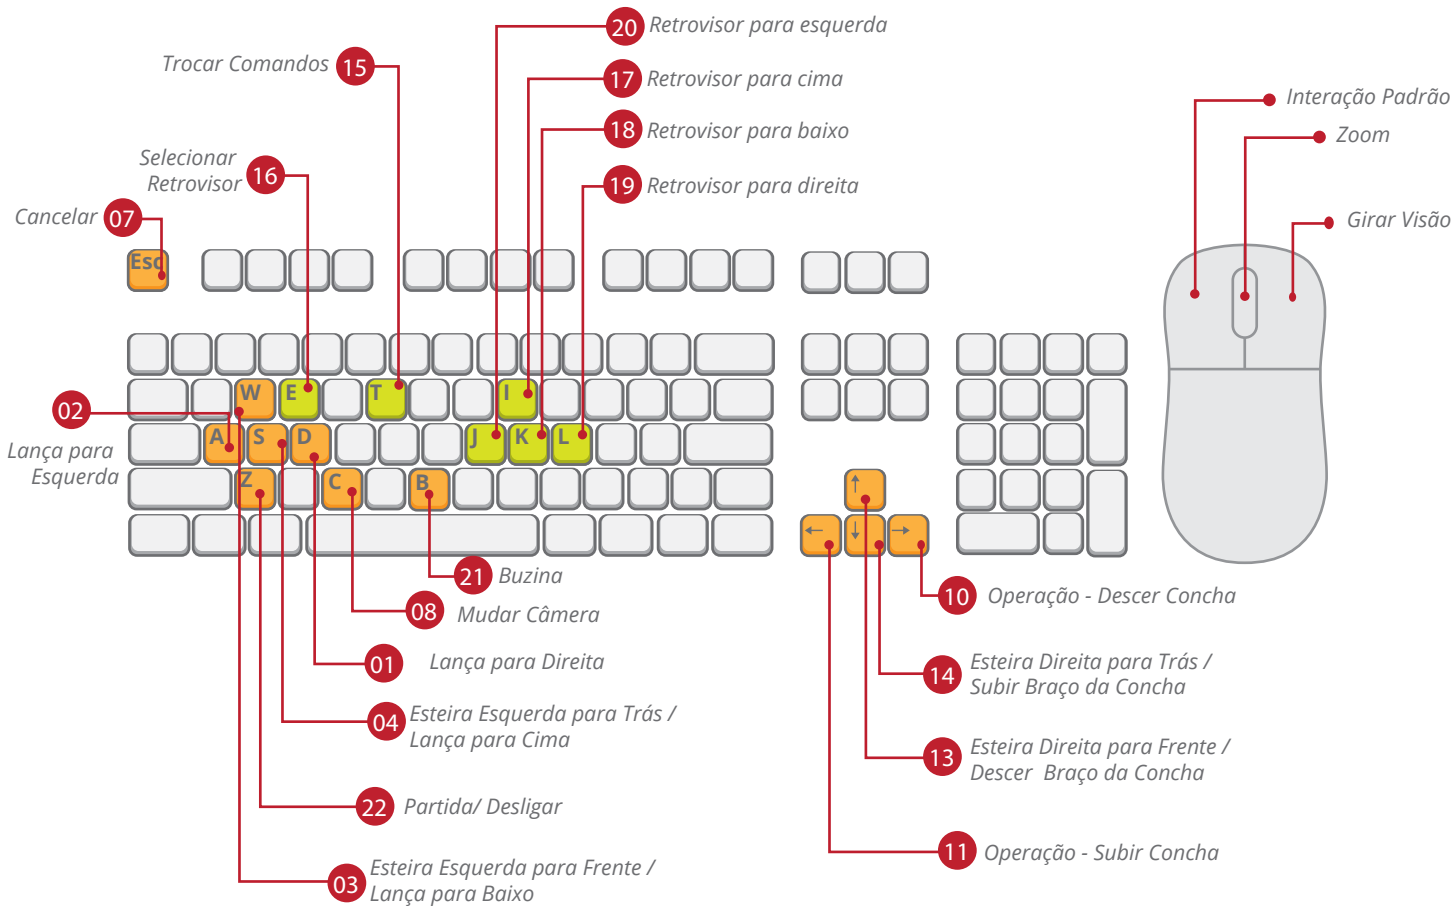 20 Retrovisor para esquerda
Trocar Comandos 15
17 Retrovisor para cima
Interação Padrão
18 Retrovisor para baixo
Zoom
Selecionar
Retrovisor 16
19 Retrovisor para direita
Cancelar 07
Girar Visão
Esc
W E T I
02
A S D J K L
Lança para
Esquerda
Z C B ↑
← ↓ →
21 Buzina
10 Operação - Descer Concha
08 Mudar Câmera
01 Lança para Direita
14 Esteira Direita para Trás /
Subir Braço da Concha
04 Esteira Esquerda para Trás /
Lança para Cima
13 Esteira Direita para Frente /
Descer Braço da Concha
22 Partida/ Desligar
11 Operação - Subir Concha
03 Esteira Esquerda para Frente /
Lança para Baixo